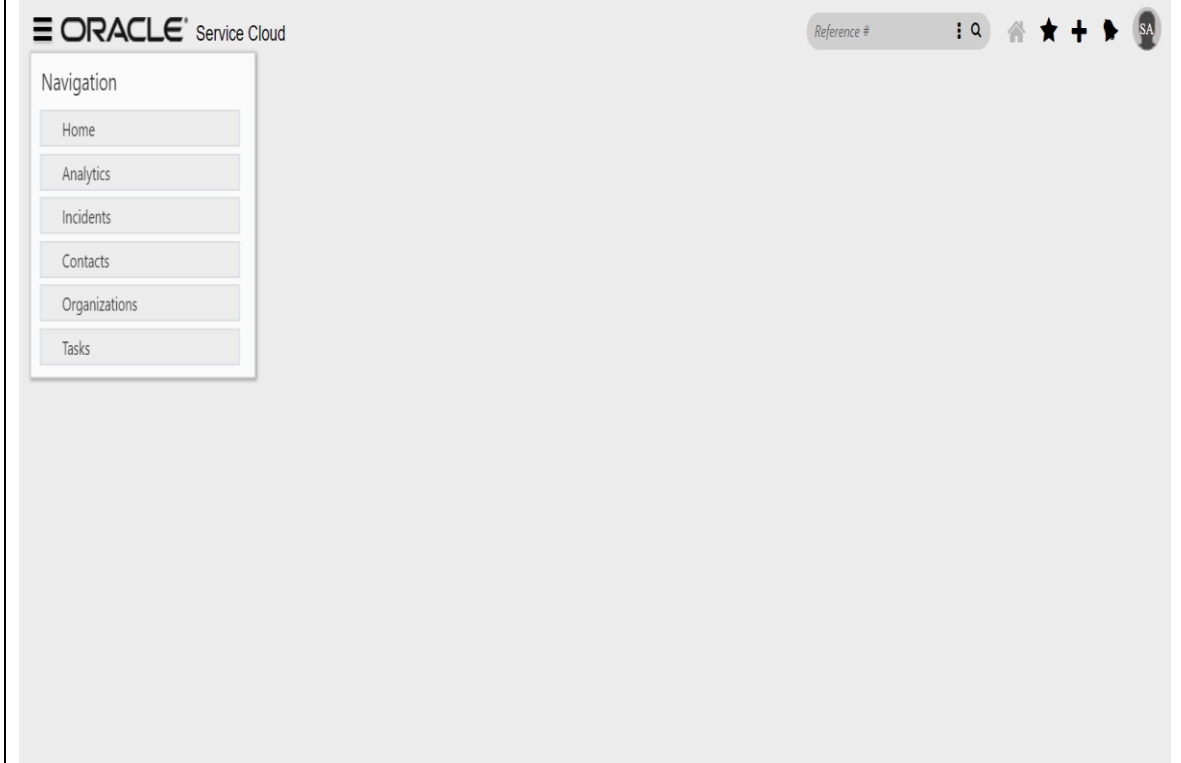 ORACLE® Service Cloud
Reference #
SA
Navigation
Home
Analytics
Incidents
Contacts
Organizations
Tasks